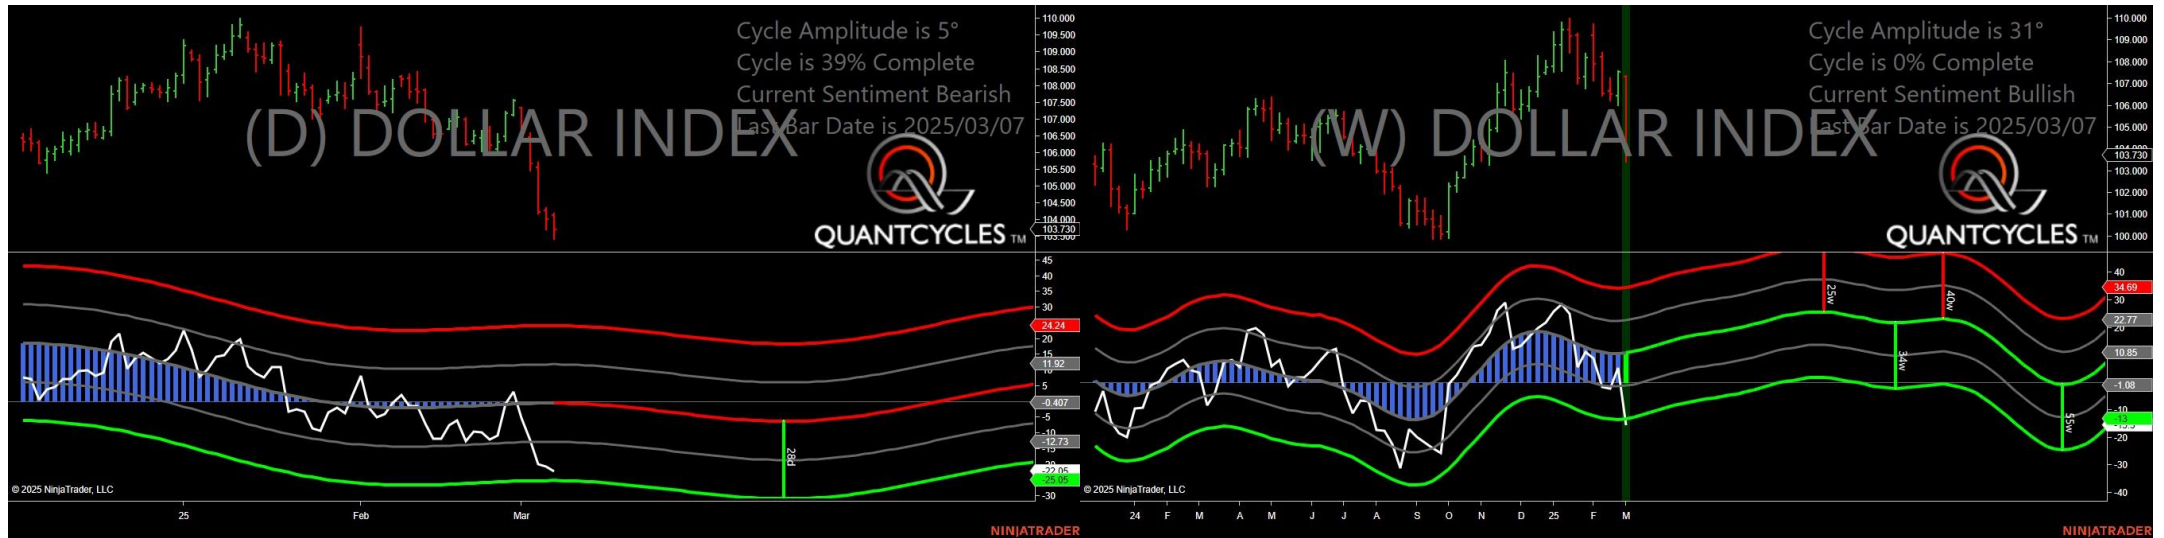 Cycle Amplitude is 5°
Cycle is 39% Complete
Current Sentiment Bearish
Last Bar Date is 2025/03/07
(D) DOLLAR INDEX
QUANTCYCLES TM
110.000
109.500
109.000
108.500
108.000
107.500
107.000
106.500
106.000
105.500
105.000
104.500
104.000
103.730
103.500
45
40
35
30
24.24
20
15
11.92
10
5
-0.407
-5
-10
-12.73
-15
-22.05
-25.05
-30
28d
© 2025 NinjaTrader, LLC
25 Feb Mar
NINJATRADER
Cycle Amplitude is 31°
Cycle is 0% Complete
Current Sentiment Bullish
Last Bar Date is 2025/03/07
(W) DOLLAR INDEX
QUANTCYCLES TM
110.000
109.000
108.000
107.000
106.000
105.000
104.000
103.730
103.000
102.000
101.000
100.000
40
34.69
30
22.77
20
10.85
-1.08
-10
-13
-20
-30
-40
25w
40w
34w
55w
© 2025 NinjaTrader, LLC
24 F M A M J J A S O N D 25 F M
NINJATRADER